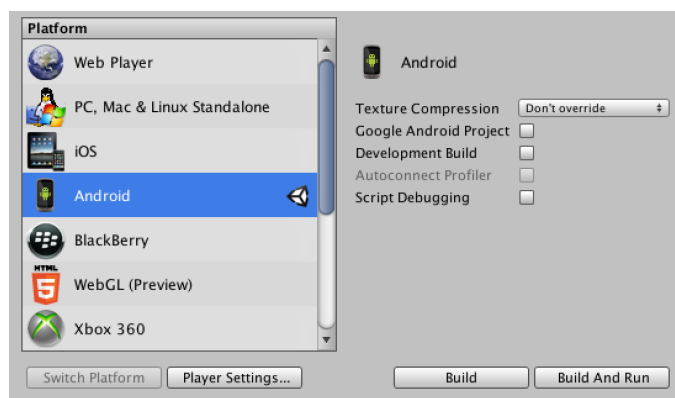 Platform
Web Player
PC, Mac & Linux Standalone
iOS
Android
BlackBerry
HTML
5
WebGL (Preview)
Xbox 360
Switch Platform
Player Settings...
Android
Texture Compression
Don't override
Google Android Project
Development Build
Autoconnect Profiler
Script Debugging
Build
Build And Run